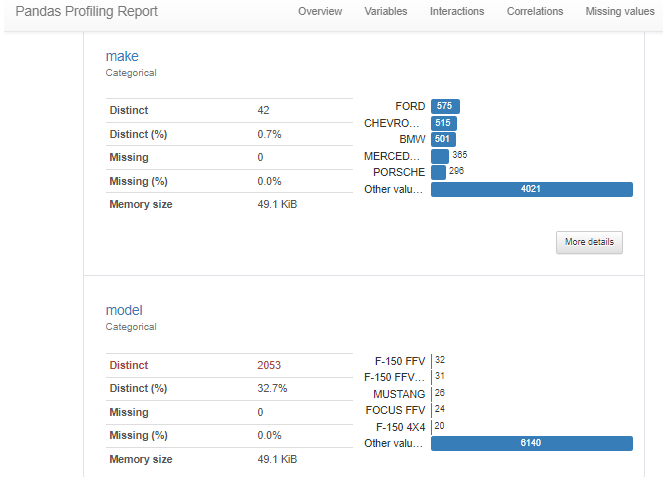 Pandas Profiling Report Overview Variables Interactions Correlations Missing values
make
Categorical
Distinct 42
Distinct (%) 0.7%
Missing 0
Missing (%) 0.0%
Memory size 49.1 KiB
FORD 575
CHEVRO... 515
BMW 501
MERCED... 365
PORSCHE 296
Other valu... 4021
More details
model
Categorical
Distinct 2053
Distinct (%) 32.7%
Missing 0
Missing (%) 0.0%
Memory size 49.1 KiB
F-150 FFV 32
F-150 FFV... 31
MUSTANG 26
FOCUS FFV 24
F-150 4X4 20
Other valu... 6140